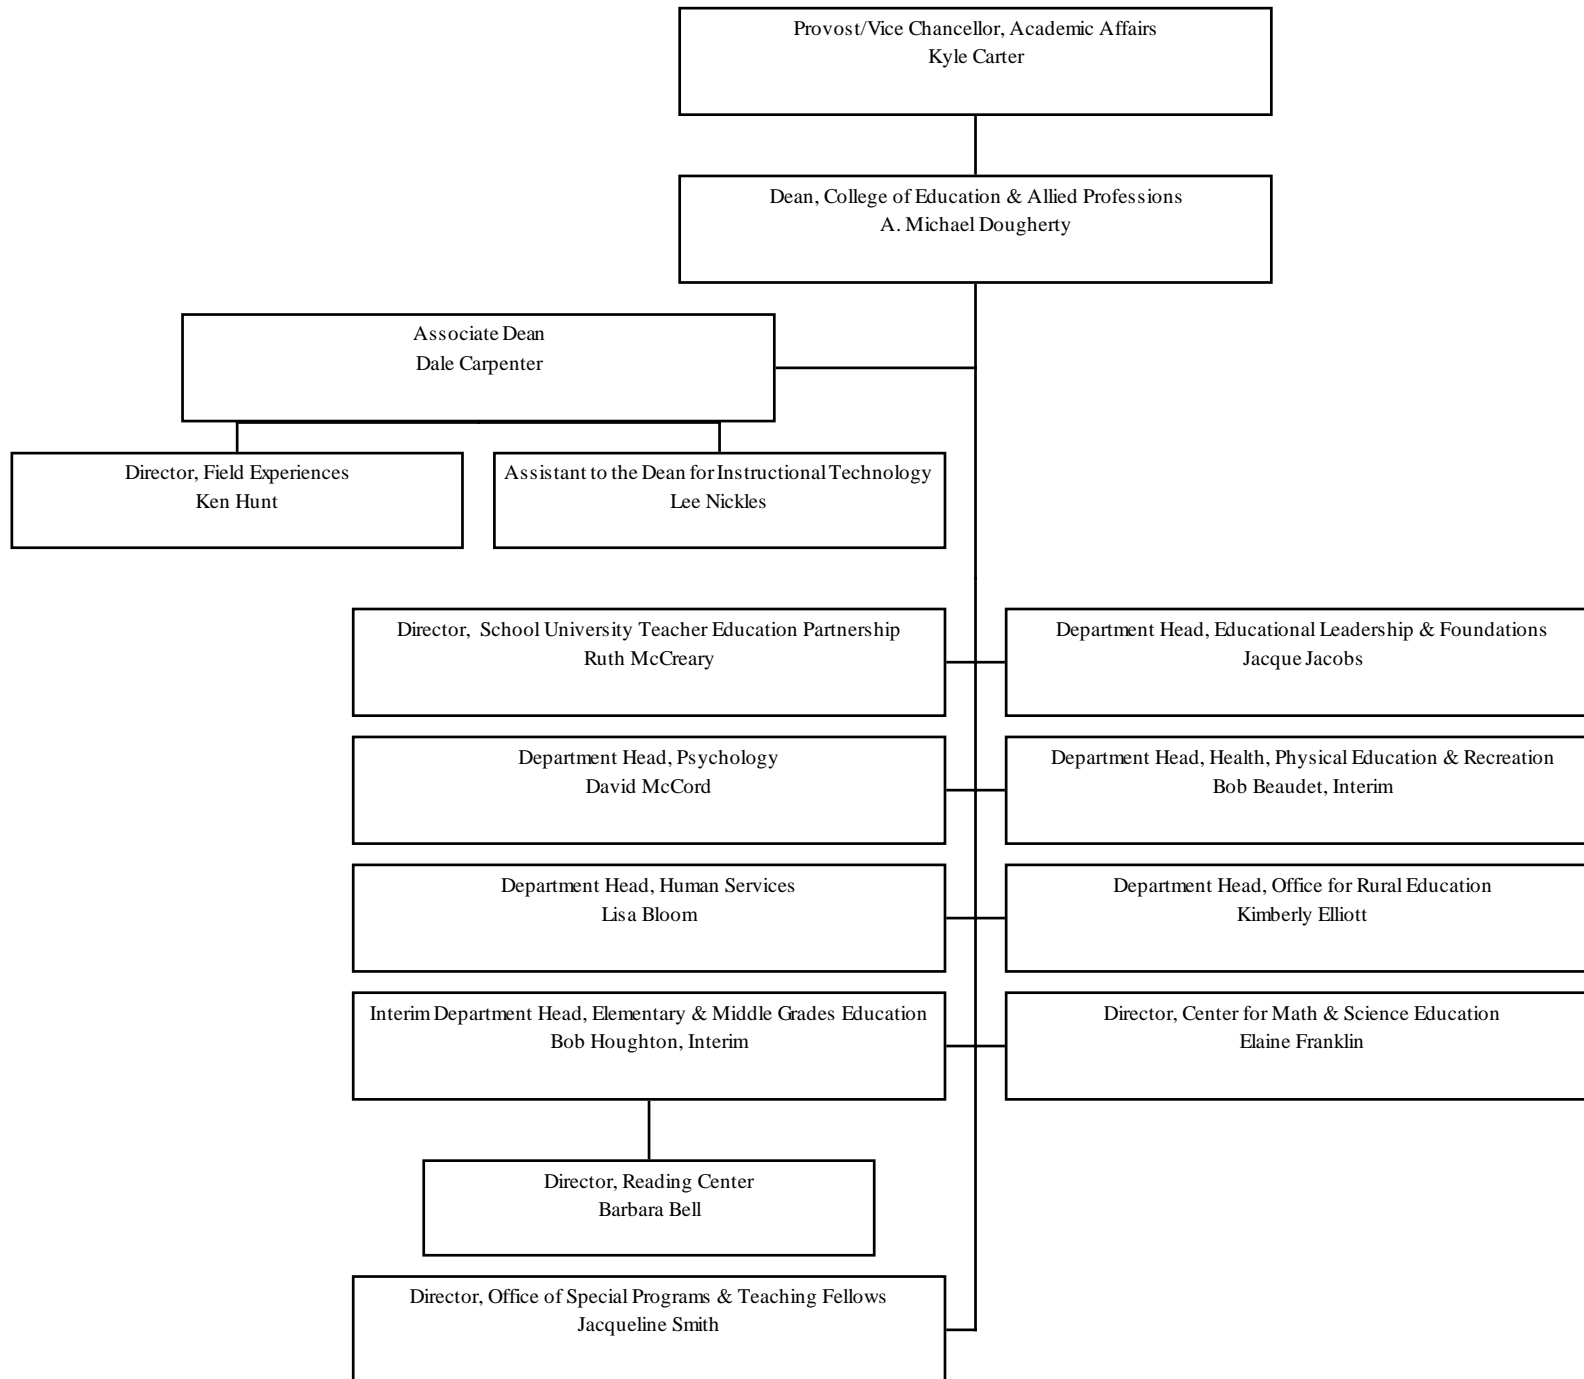 Provost/Vice Chancellor, Academic Affairs
Kyle Carter
Dean, College of Education & Allied Professions
A. Michael Dougherty
Associate Dean
Dale Carpenter
Director, Field Experiences
Ken Hunt
Assistant to the Dean for Instructional Technology
Lee Nickles
Director, School University Teacher Education Partnership
Ruth McCreary
Department Head, Educational Leadership & Foundations
Jacque Jacobs
Department Head, Psychology
David McCord
Department Head, Health, Physical Education & Recreation
Bob Beaudet, Interim
Department Head, Human Services
Lisa Bloom
Department Head, Office for Rural Education
Kimberly Elliott
Interim Department Head, Elementary & Middle Grades Education
Bob Houghton, Interim
Director, Center for Math & Science Education
Elaine Franklin
Director, Reading Center
Barbara Bell
Director, Office of Special Programs & Teaching Fellows
Jacqueline Smith